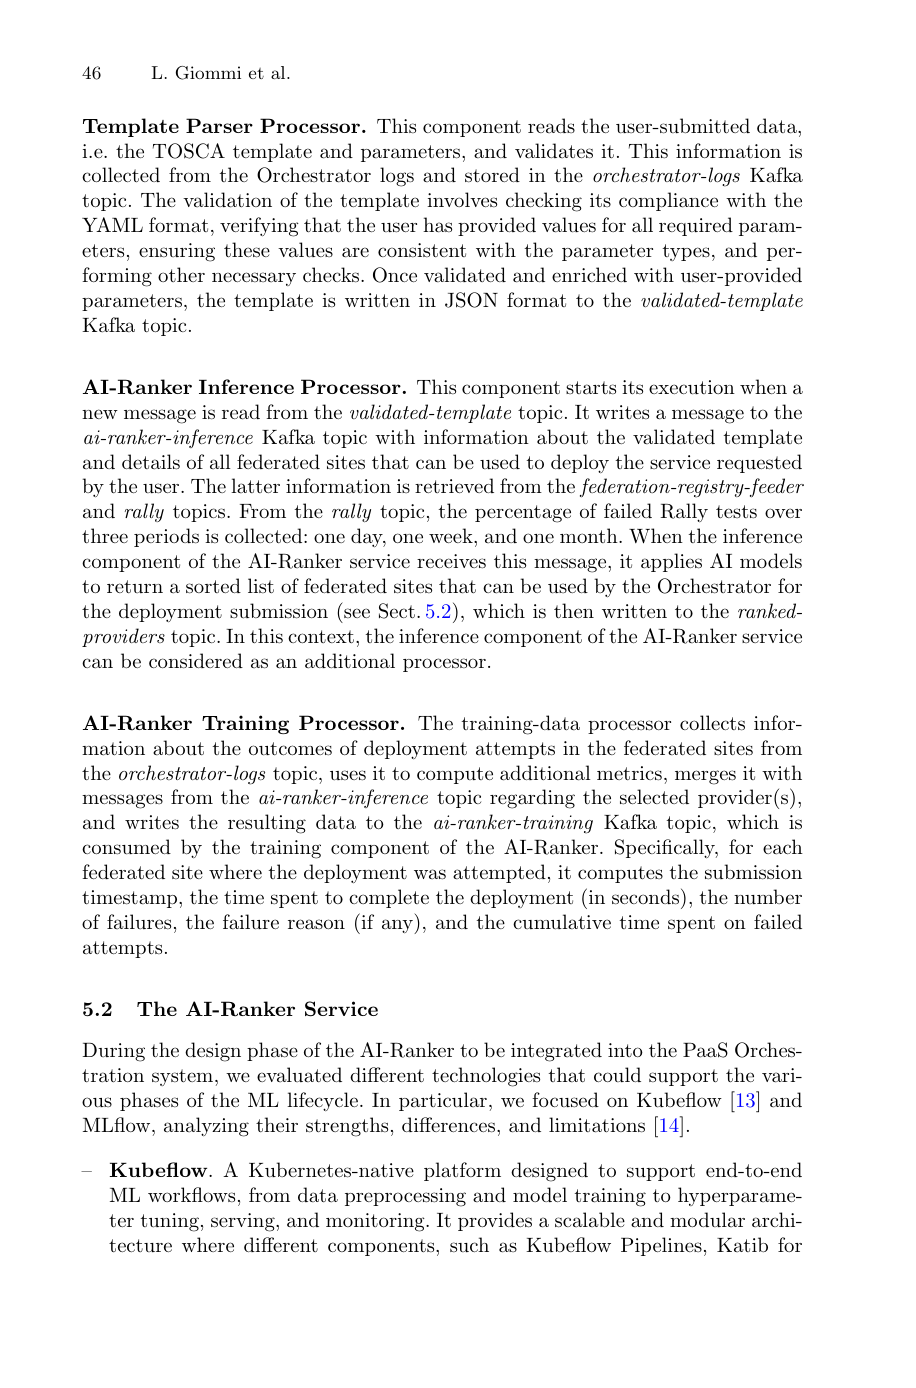 46 L. Giommi et al.
Template Parser Processor. This component reads the user-submitted data,
i.e. the TOSCA template and parameters, and validates it. This information is
collected from the Orchestrator logs and stored in the orchestrator-logs Kafka
topic. The validation of the template involves checking its compliance with the
YAML format, verifying that the user has provided values for all required param-
eters, ensuring these values are consistent with the parameter types, and per-
forming other necessary checks. Once validated and enriched with user-provided
parameters, the template is written in JSON format to the validated-template
Kafka topic.
AI-Ranker Inference Processor. This component starts its execution when a
new message is read from the validated-template topic. It writes a message to the
ai-ranker-inference Kafka topic with information about the validated template
and details of all federated sites that can be used to deploy the service requested
by the user. The latter information is retrieved from the federation-registry-feeder
and rally topics. From the rally topic, the percentage of failed Rally tests over
three periods is collected: one day, one week, and one month. When the inference
component of the AI-Ranker service receives this message, it applies AI models
to return a sorted list of federated sites that can be used by the Orchestrator for
the deployment submission (see Sect. 5.2), which is then written to the ranked-
providers topic. In this context, the inference component of the AI-Ranker service
can be considered as an additional processor.
AI-Ranker Training Processor. The training-data processor collects infor-
mation about the outcomes of deployment attempts in the federated sites from
the orchestrator-logs topic, uses it to compute additional metrics, merges it with
messages from the ai-ranker-inference topic regarding the selected provider(s),
and writes the resulting data to the ai-ranker-training Kafka topic, which is
consumed by the training component of the AI-Ranker. Specifically, for each
federated site where the deployment was attempted, it computes the submission
timestamp, the time spent to complete the deployment (in seconds), the number
of failures, the failure reason (if any), and the cumulative time spent on failed
attempts.
5.2 The AI-Ranker Service
During the design phase of the AI-Ranker to be integrated into the PaaS Orches-
tration system, we evaluated different technologies that could support the vari-
ous phases of the ML lifecycle. In particular, we focused on Kubeflow [13] and
MLflow, analyzing their strengths, differences, and limitations [14].
– Kubeflow. A Kubernetes-native platform designed to support end-to-end
ML workflows, from data preprocessing and model training to hyperparame-
ter tuning, serving, and monitoring. It provides a scalable and modular archi-
tecture where different components, such as Kubeflow Pipelines, Katib for